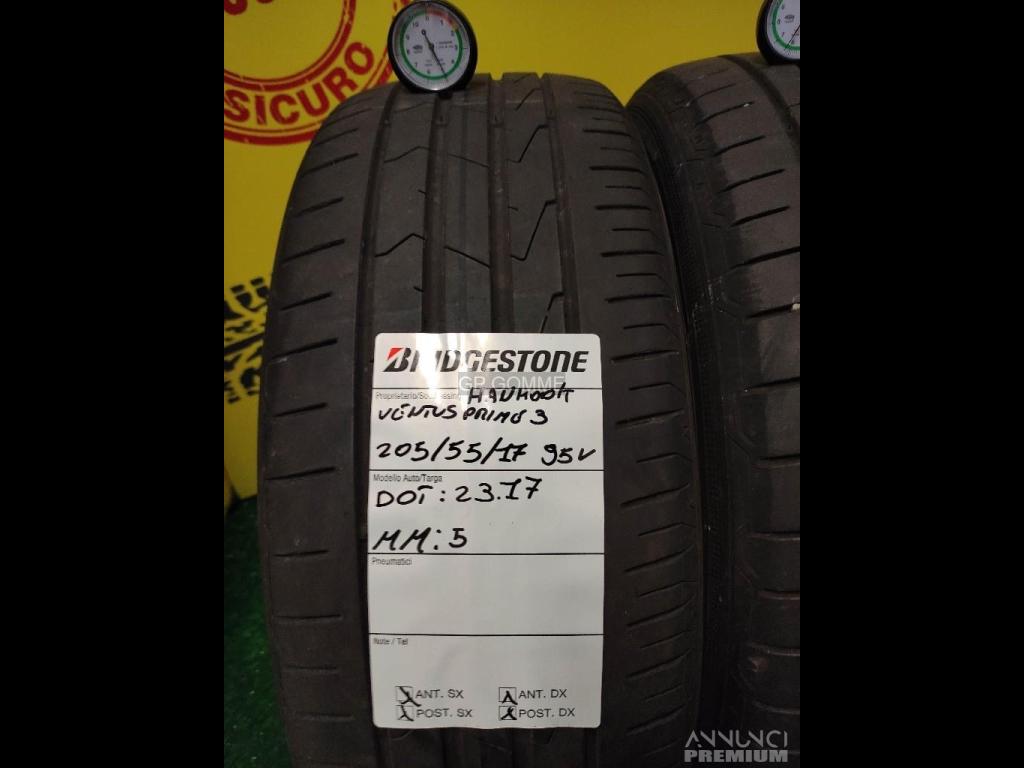 SICURO
BRIDGESTONE
GP GOMME
HANKOOK
VENTUS PRIME 3
205/55/17 95V
Modello Auto/Targa
DOT: 23.17
MM: 5
Pneumatici
Note / Tel
ANT. SX ANT. DX
POST. SX POST. DX
ANNUNCI
PREMIUM